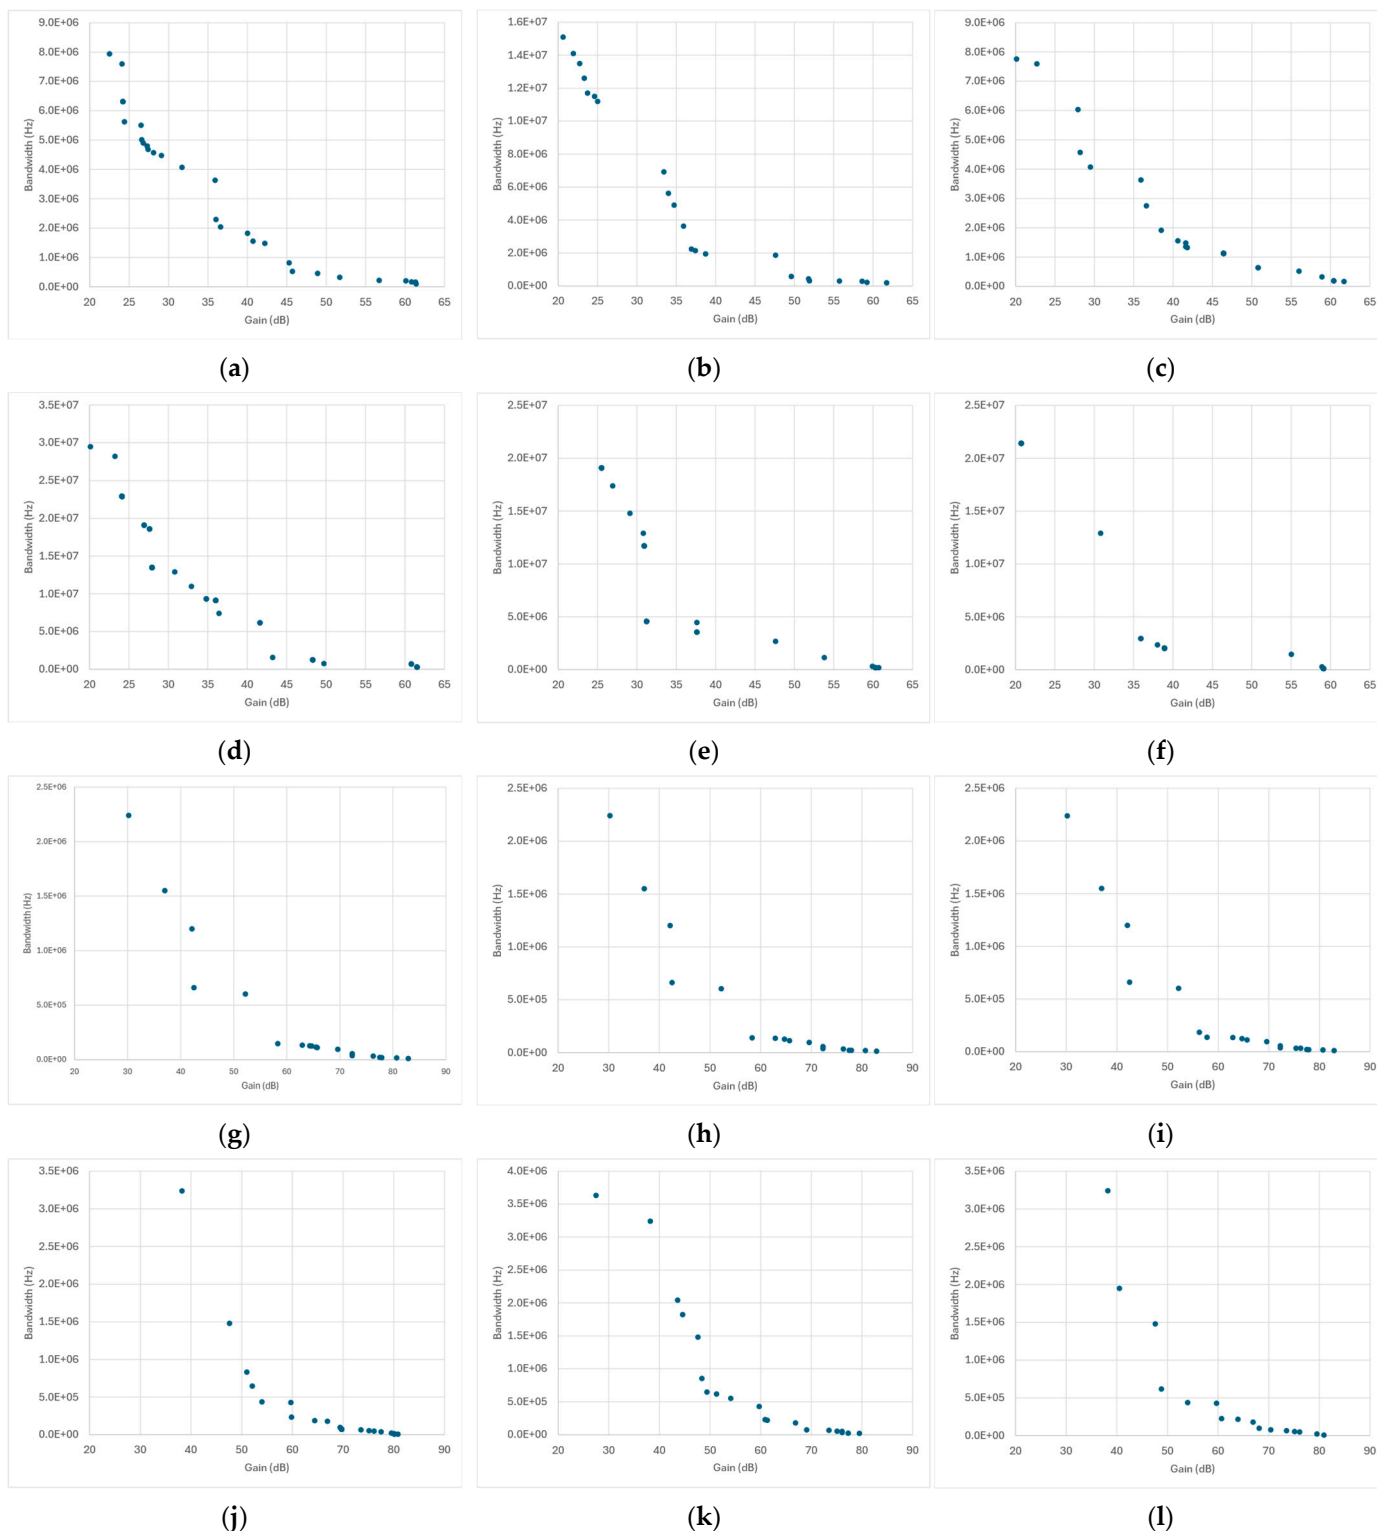 9.0E+06
8.0E+06
7.0E+06
6.0E+06
5.0E+06
4.0E+06
3.0E+06
2.0E+06
1.0E+06
0.0E+00
Bandwidth (Hz)
20 25 30 35 40 45 50 55 60 65
Gain (dB)
(a)
1.6E+07
1.4E+07
1.2E+07
1.0E+07
8.0E+06
6.0E+06
4.0E+06
2.0E+06
0.0E+00
Bandwidth (Hz)
20 25 30 35 40 45 50 55 60 65
Gain (dB)
(b)
9.0E+06
8.0E+06
7.0E+06
6.0E+06
5.0E+06
4.0E+06
3.0E+06
2.0E+06
1.0E+06
0.0E+00
Bandwidth (Hz)
20 25 30 35 40 45 50 55 60 65
Gain (dB)
(c)
3.5E+07
3.0E+07
2.5E+07
2.0E+07
1.5E+07
1.0E+07
5.0E+06
0.0E+00
Bandwidth (Hz)
20 25 30 35 40 45 50 55 60 65
Gain (dB)
(d)
2.5E+07
2.0E+07
1.5E+07
1.0E+07
5.0E+06
0.0E+00
Bandwidth (Hz)
20 25 30 35 40 45 50 55 60 65
Gain (dB)
(e)
2.5E+07
2.0E+07
1.5E+07
1.0E+07
5.0E+06
0.0E+00
Bandwidth (Hz)
20 25 30 35 40 45 50 55 60 65
Gain (dB)
(f)
2.5E+06
2.0E+06
1.5E+06
1.0E+06
5.0E+05
0.0E+00
Bandwidth (Hz)
20 30 40 50 60 70 80 90
Gain (dB)
(g)
2.5E+06
2.0E+06
1.5E+06
1.0E+06
5.0E+05
0.0E+00
Bandwidth (Hz)
20 30 40 50 60 70 80 90
Gain (dB)
(h)
2.5E+06
2.0E+06
1.5E+06
1.0E+06
5.0E+05
0.0E+00
Bandwidth (Hz)
20 30 40 50 60 70 80 90
Gain (dB)
(i)
3.5E+06
3.0E+06
2.5E+06
2.0E+06
1.5E+06
1.0E+06
5.0E+05
0.0E+00
Bandwidth (Hz)
20 30 40 50 60 70 80 90
Gain (dB)
(j)
4.0E+06
3.5E+06
3.0E+06
2.5E+06
2.0E+06
1.5E+06
1.0E+06
5.0E+05
0.0E+00
Bandwidth (Hz)
20 30 40 50 60 70 80 90
Gain (dB)
(k)
3.5E+06
3.0E+06
2.5E+06
2.0E+06
1.5E+06
1.0E+06
5.0E+05
0.0E+00
Bandwidth (Hz)
20 30 40 50 60 70 80 90
Gain (dB)
(l)